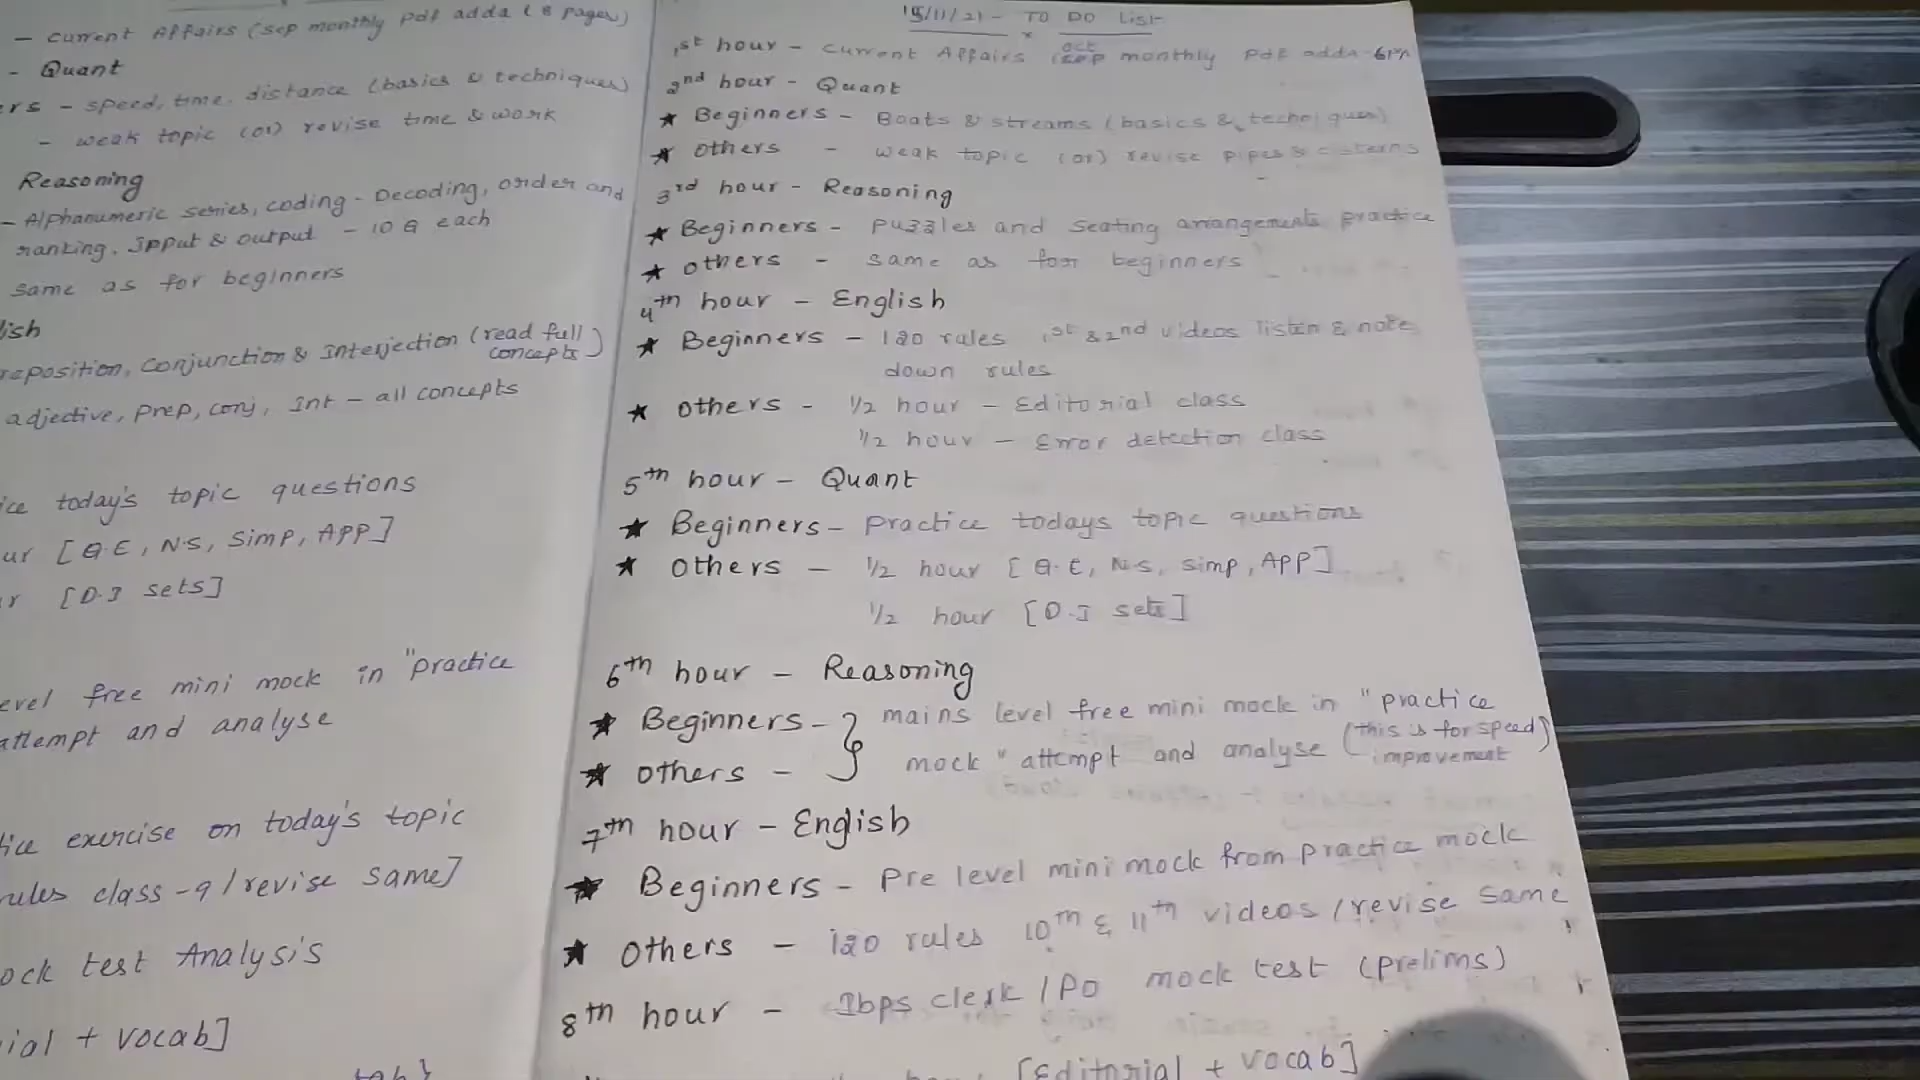 - Current Affairs (sep monthly pdf adda (8 pages)
- Quant
ers - speed, time, distance (basics & techniques)
- weak topic (or) revise time & work
Reasoning
- Alphanumeric series, coding - Decoding, order and
ranking, Input & output - 10 Q each
same as for beginners
lish
reposition, conjunction & Interjection (read full
concepts)
adjective, prep, conj, Int - all concepts
ice today's topic questions
ur [Q.E, N.S, Simp, APP]
r [D.I sets]
evel free mini mock in "practice
attempt and analyse
tice exercise on today's topic
rules class -9 / revise same]
ock test Analysis
ial + vocab]
15/11/21 - TO DO List
1st hour - Current Affairs (oct monthly pdf adda-
2nd hour - Quant
★ Beginners - Boats & streams (basics & techniques)
★ others - weak topic (or) revise pipes & cisterns
3rd hour - Reasoning
★ Beginners - puzzles and seating arrangements practice
★ others - same as for beginners
4th hour - English
★ Beginners - 120 rules 1st & 2nd videos listen & note
down rules
★ others - 1/2 hour - Editorial class
1/2 hour - Error detection class
5th hour - Quant
★ Beginners - practice todays topic questions
★ others - 1/2 hour [Q.E, N.S, simp, APP]
1/2 hour [D.I sets]
6th hour - Reasoning
★ Beginners - } mains level free mini mock in "practice
★ others - mock" attempt and analyse (this is for speed)
improvement
7th hour - English
★ Beginners - Pre level mini mock from practice mock
★ others - 120 rules 10th & 11th videos / revise same
8th hour - Ibps clerk / PO mock test (prelims)
[Editorial + vocab]